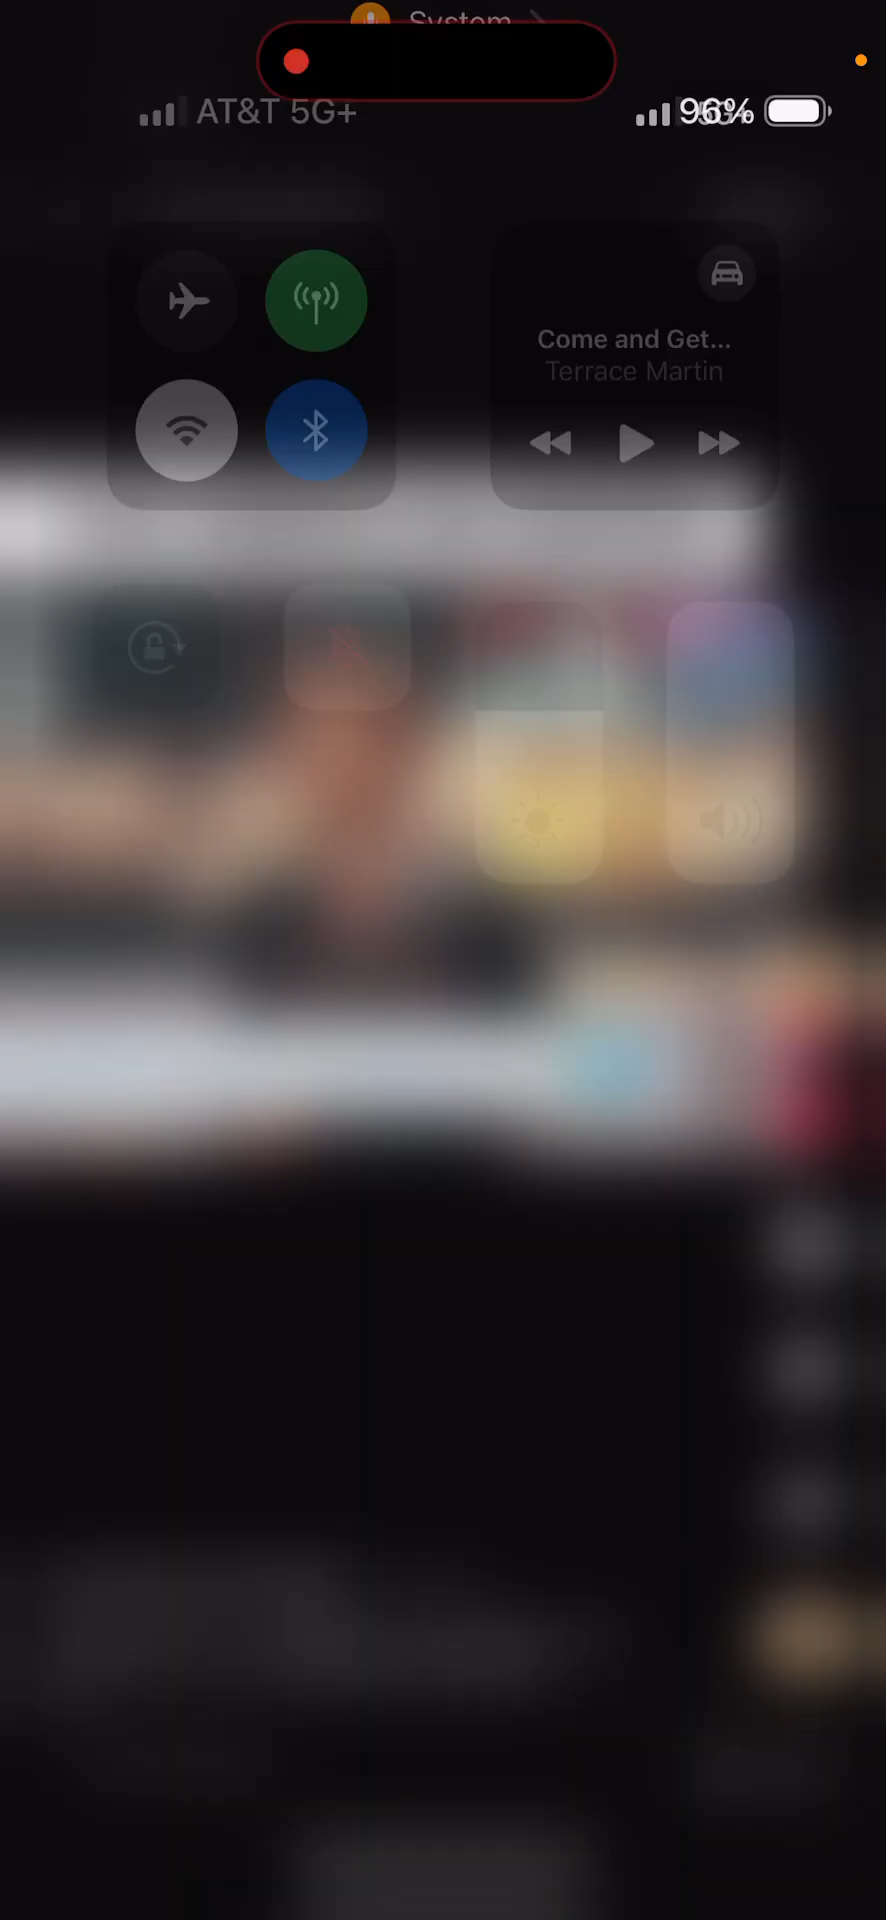 System
AT&T 5G+
96%
Come and Get...
Terrace Martin